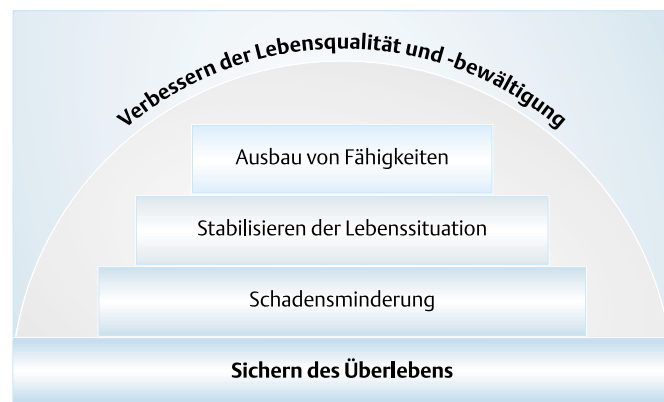 Verbessern der Lebensqualität und -bewältigung
Ausbau von Fähigkeiten
Stabilisieren der Lebenssituation
Schadensminderung
Sichern des Überlebens